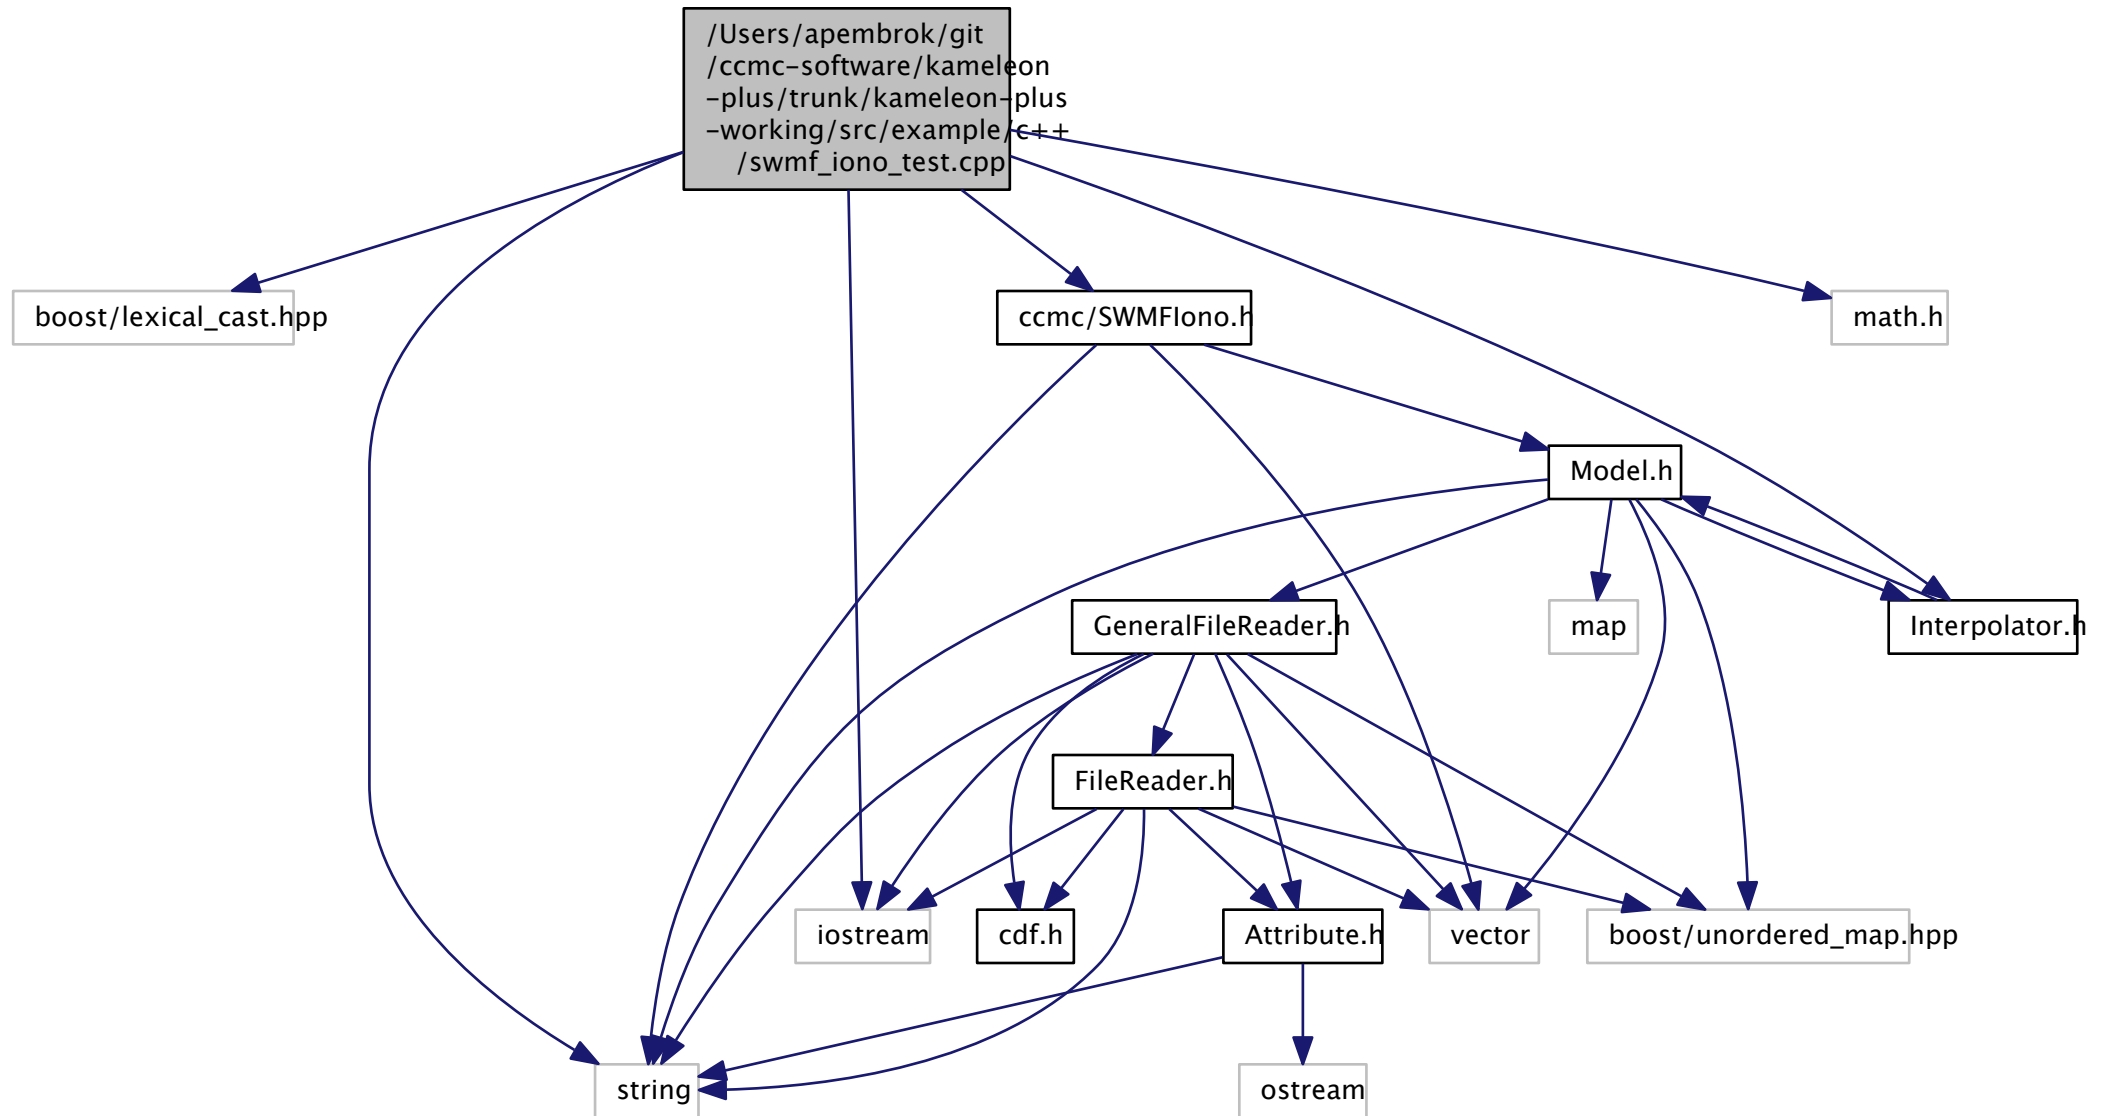 /Users/apembrok/git
/ccmc-software/kameleon
-plus/trunk/kameleon-plus
-working/src/example/c++
/swmf_iono_test.cpp
boost/lexical_cast.hpp
ccmc/SWMFIono.h
math.h
Model.h
GeneralFileReader.h
map
Interpolator.h
FileReader.h
iostream
cdf.h
Attribute.h
vector
boost/unordered_map.hpp
string
ostream